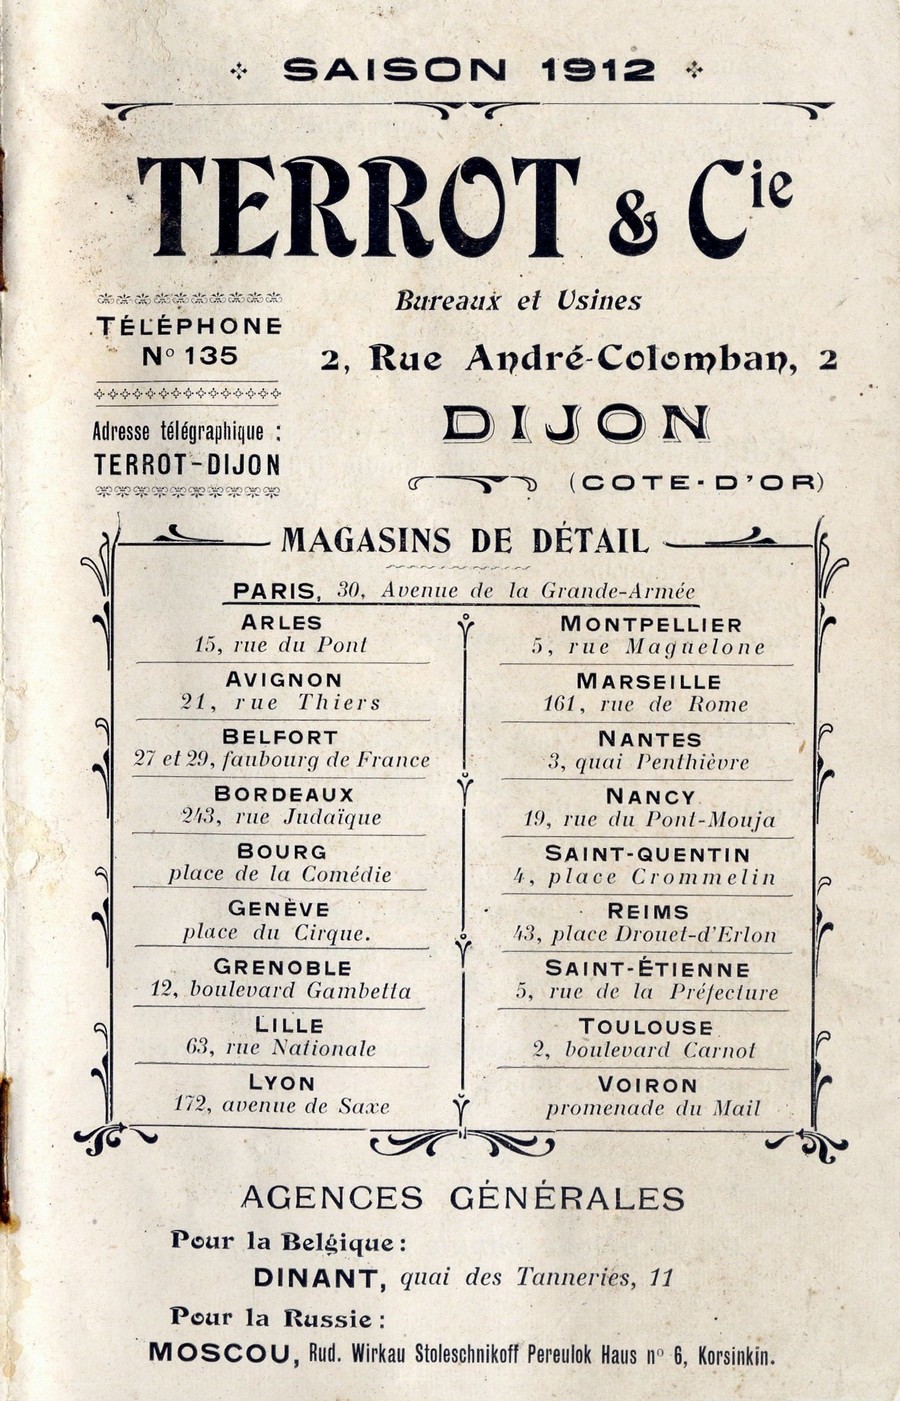 SAISON 1912
TERROT & Cie
Bureaux et Usines
TÉLÉPHONE
No 135
2, Rue André-Colomban, 2
DIJON
Adresse télégraphique :
TERROT-DIJON
(COTE-D'OR)
MAGASINS DE DÉTAIL
PARIS, 30, Avenue de la Grande-Armée
ARLES
15, rue du Pont
AVIGNON
21, rue Thiers
BELFORT
27 et 29, faubourg de France
BORDEAUX
243, rue Judaïque
BOURG
place de la Comédie
GENÈVE
place du Cirque.
GRENOBLE
12, boulevard Gambetta
LILLE
63, rue Nationale
LYON
172, avenue de Saxe
MONTPELLIER
5, rue Maguelone
MARSEILLE
161, rue de Rome
NANTES
3, quai Penthièvre
NANCY
19, rue du Pont-Mouja
SAINT-QUENTIN
4, place Crommelin
REIMS
43, place Drouet-d'Erlon
SAINT-ÉTIENNE
5, rue de la Préfecture
TOULOUSE
2, boulevard Carnot
VOIRON
promenade du Mail
AGENCES GÉNÉRALES
Pour la Belgique :
DINANT, quai des Tanneries, 11
Pour la Russie :
MOSCOU, Rud. Wirkau Stoleschnikoff Pereulok Haus no 6, Korsinkin.